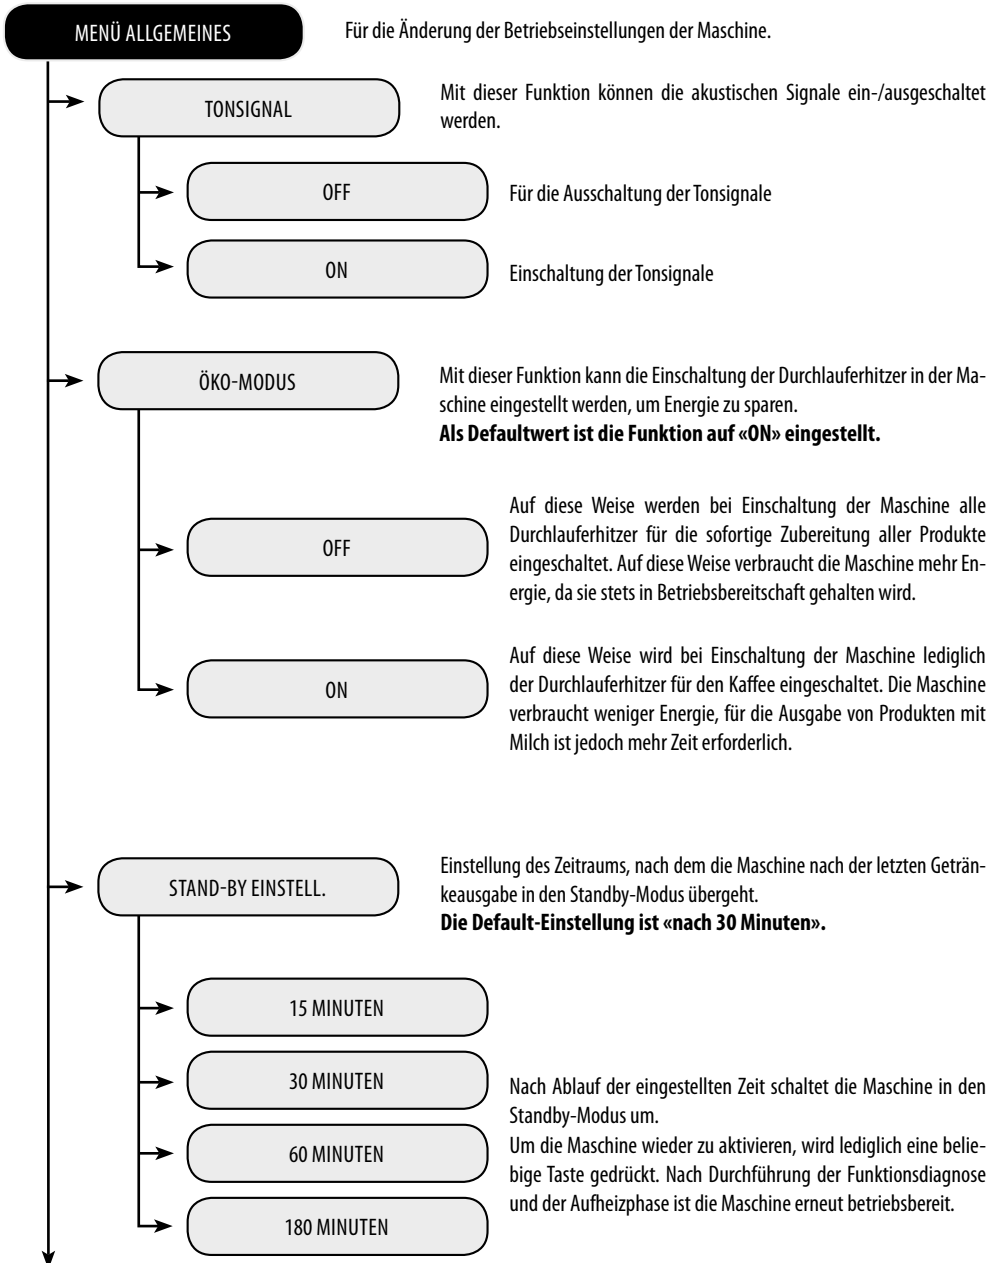 MENÜ ALLGEMEINES
Für die Änderung der Betriebseinstellungen der Maschine.
TONSIGNAL
Mit dieser Funktion können die akustischen Signale ein-/ausgeschaltet
werden.
OFF
Für die Ausschaltung der Tonsignale
ON
Einschaltung der Tonsignale
ÖKO-MODUS
Mit dieser Funktion kann die Einschaltung der Durchlauferhitzer in der Ma-
schine eingestellt werden, um Energie zu sparen.
Als Defaultwert ist die Funktion auf «ON» eingestellt.
OFF
Auf diese Weise werden bei Einschaltung der Maschine alle
Durchlauferhitzer für die sofortige Zubereitung aller Produkte
eingeschaltet. Auf diese Weise verbraucht die Maschine mehr En-
ergie, da sie stets in Betriebsbereitschaft gehalten wird.
ON
Auf diese Weise wird bei Einschaltung der Maschine lediglich
der Durchlauferhitzer für den Kaffee eingeschaltet. Die Maschine
verbraucht weniger Energie, für die Ausgabe von Produkten mit
Milch ist jedoch mehr Zeit erforderlich.
STAND-BY EINSTELL.
Einstellung des Zeitraums, nach dem die Maschine nach der letzten Geträn-
keausgabe in den Standby-Modus übergeht.
Die Default-Einstellung ist «nach 30 Minuten».
15 MINUTEN
30 MINUTEN
60 MINUTEN
180 MINUTEN
Nach Ablauf der eingestellten Zeit schaltet die Maschine in den
Standby-Modus um.
Um die Maschine wieder zu aktivieren, wird lediglich eine belie-
bige Taste gedrückt. Nach Durchführung der Funktionsdiagnose
und der Aufheizphase ist die Maschine erneut betriebsbereit.